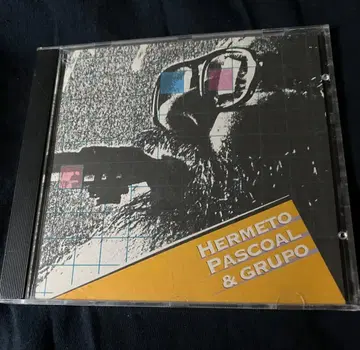 HERMETO
PASCOAL
& GRUPO